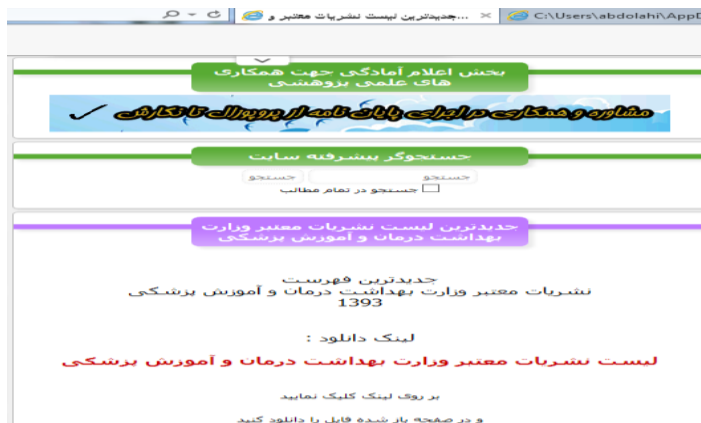 جدیدترین لیست نشریات معتبر و ...
C:\Users\abdolahi\AppD
بخش اعلام آمادگی جهت همکاری
های علمی پژوهشی
مشاوره و همکاری در اجرای پایان نامه از پروپوزال تا نگارش
جستجوگر پیشرفته سایت
جستجو
جستجو
جستجو در تمام مطالب
جدیدترین لیست نشریات معتبر وزارت
بهداشت درمان و آموزش پزشکی
جدیدترین فهرست
نشریات معتبر وزارت بهداشت درمان و آموزش پزشکی
1393
لینک دانلود :
لیست نشریات معتبر وزارت بهداشت درمان و آموزش پزشکی
بر روی لینک کلیک نمایید
و در صفحه باز شده فایل را دانلود کنید